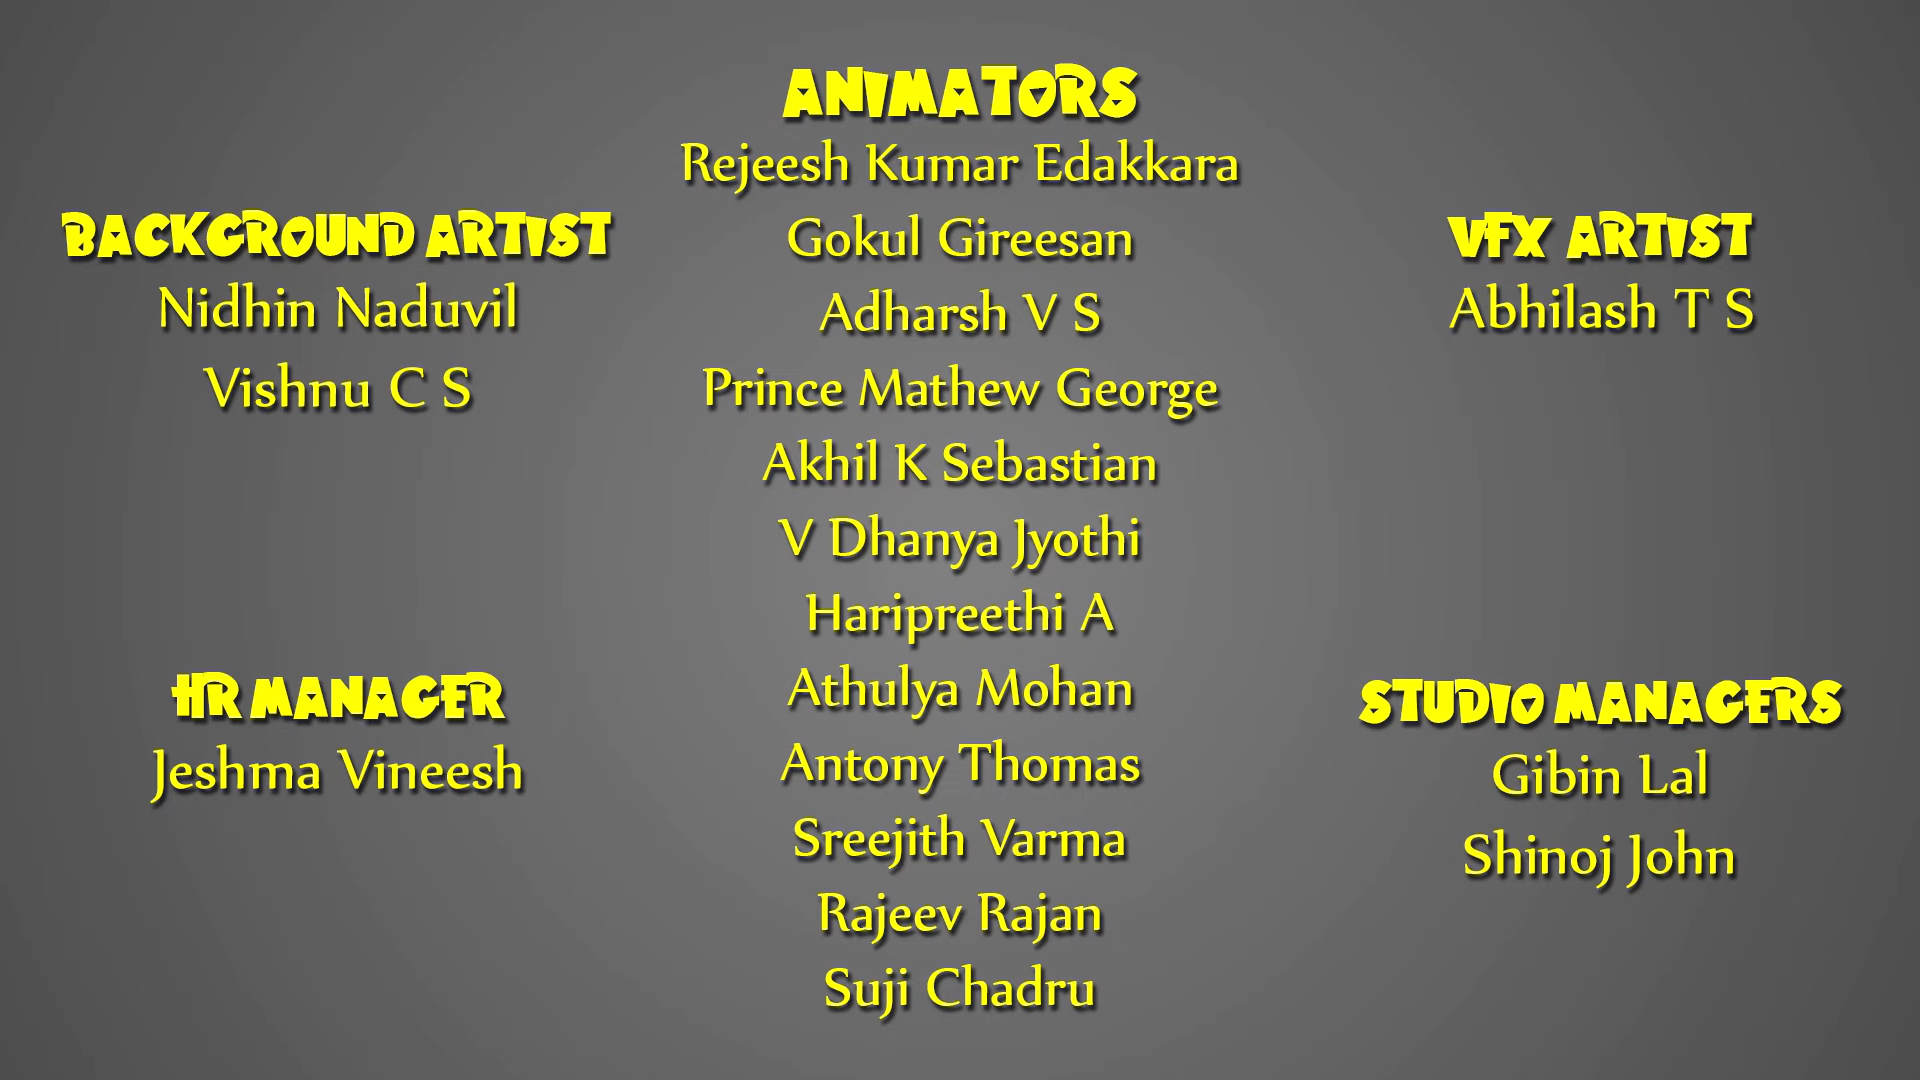 ANIMATORS
Rejeesh Kumar Edakkara
Gokul Gireesan
Adharsh V S
Prince Mathew George
Akhil K Sebastian
V Dhanya Jyothi
Haripreethi A
Athulya Mohan
Antony Thomas
Sreejith Varma
Rajeev Rajan
Suji Chadru
BACKGROUND ARTIST
Nidhin Naduvil
Vishnu C S
HR MANAGER
Jeshma Vineesh
VFX ARTIST
Abhilash T S
STUDIO MANAGERS
Gibin Lal
Shinoj John